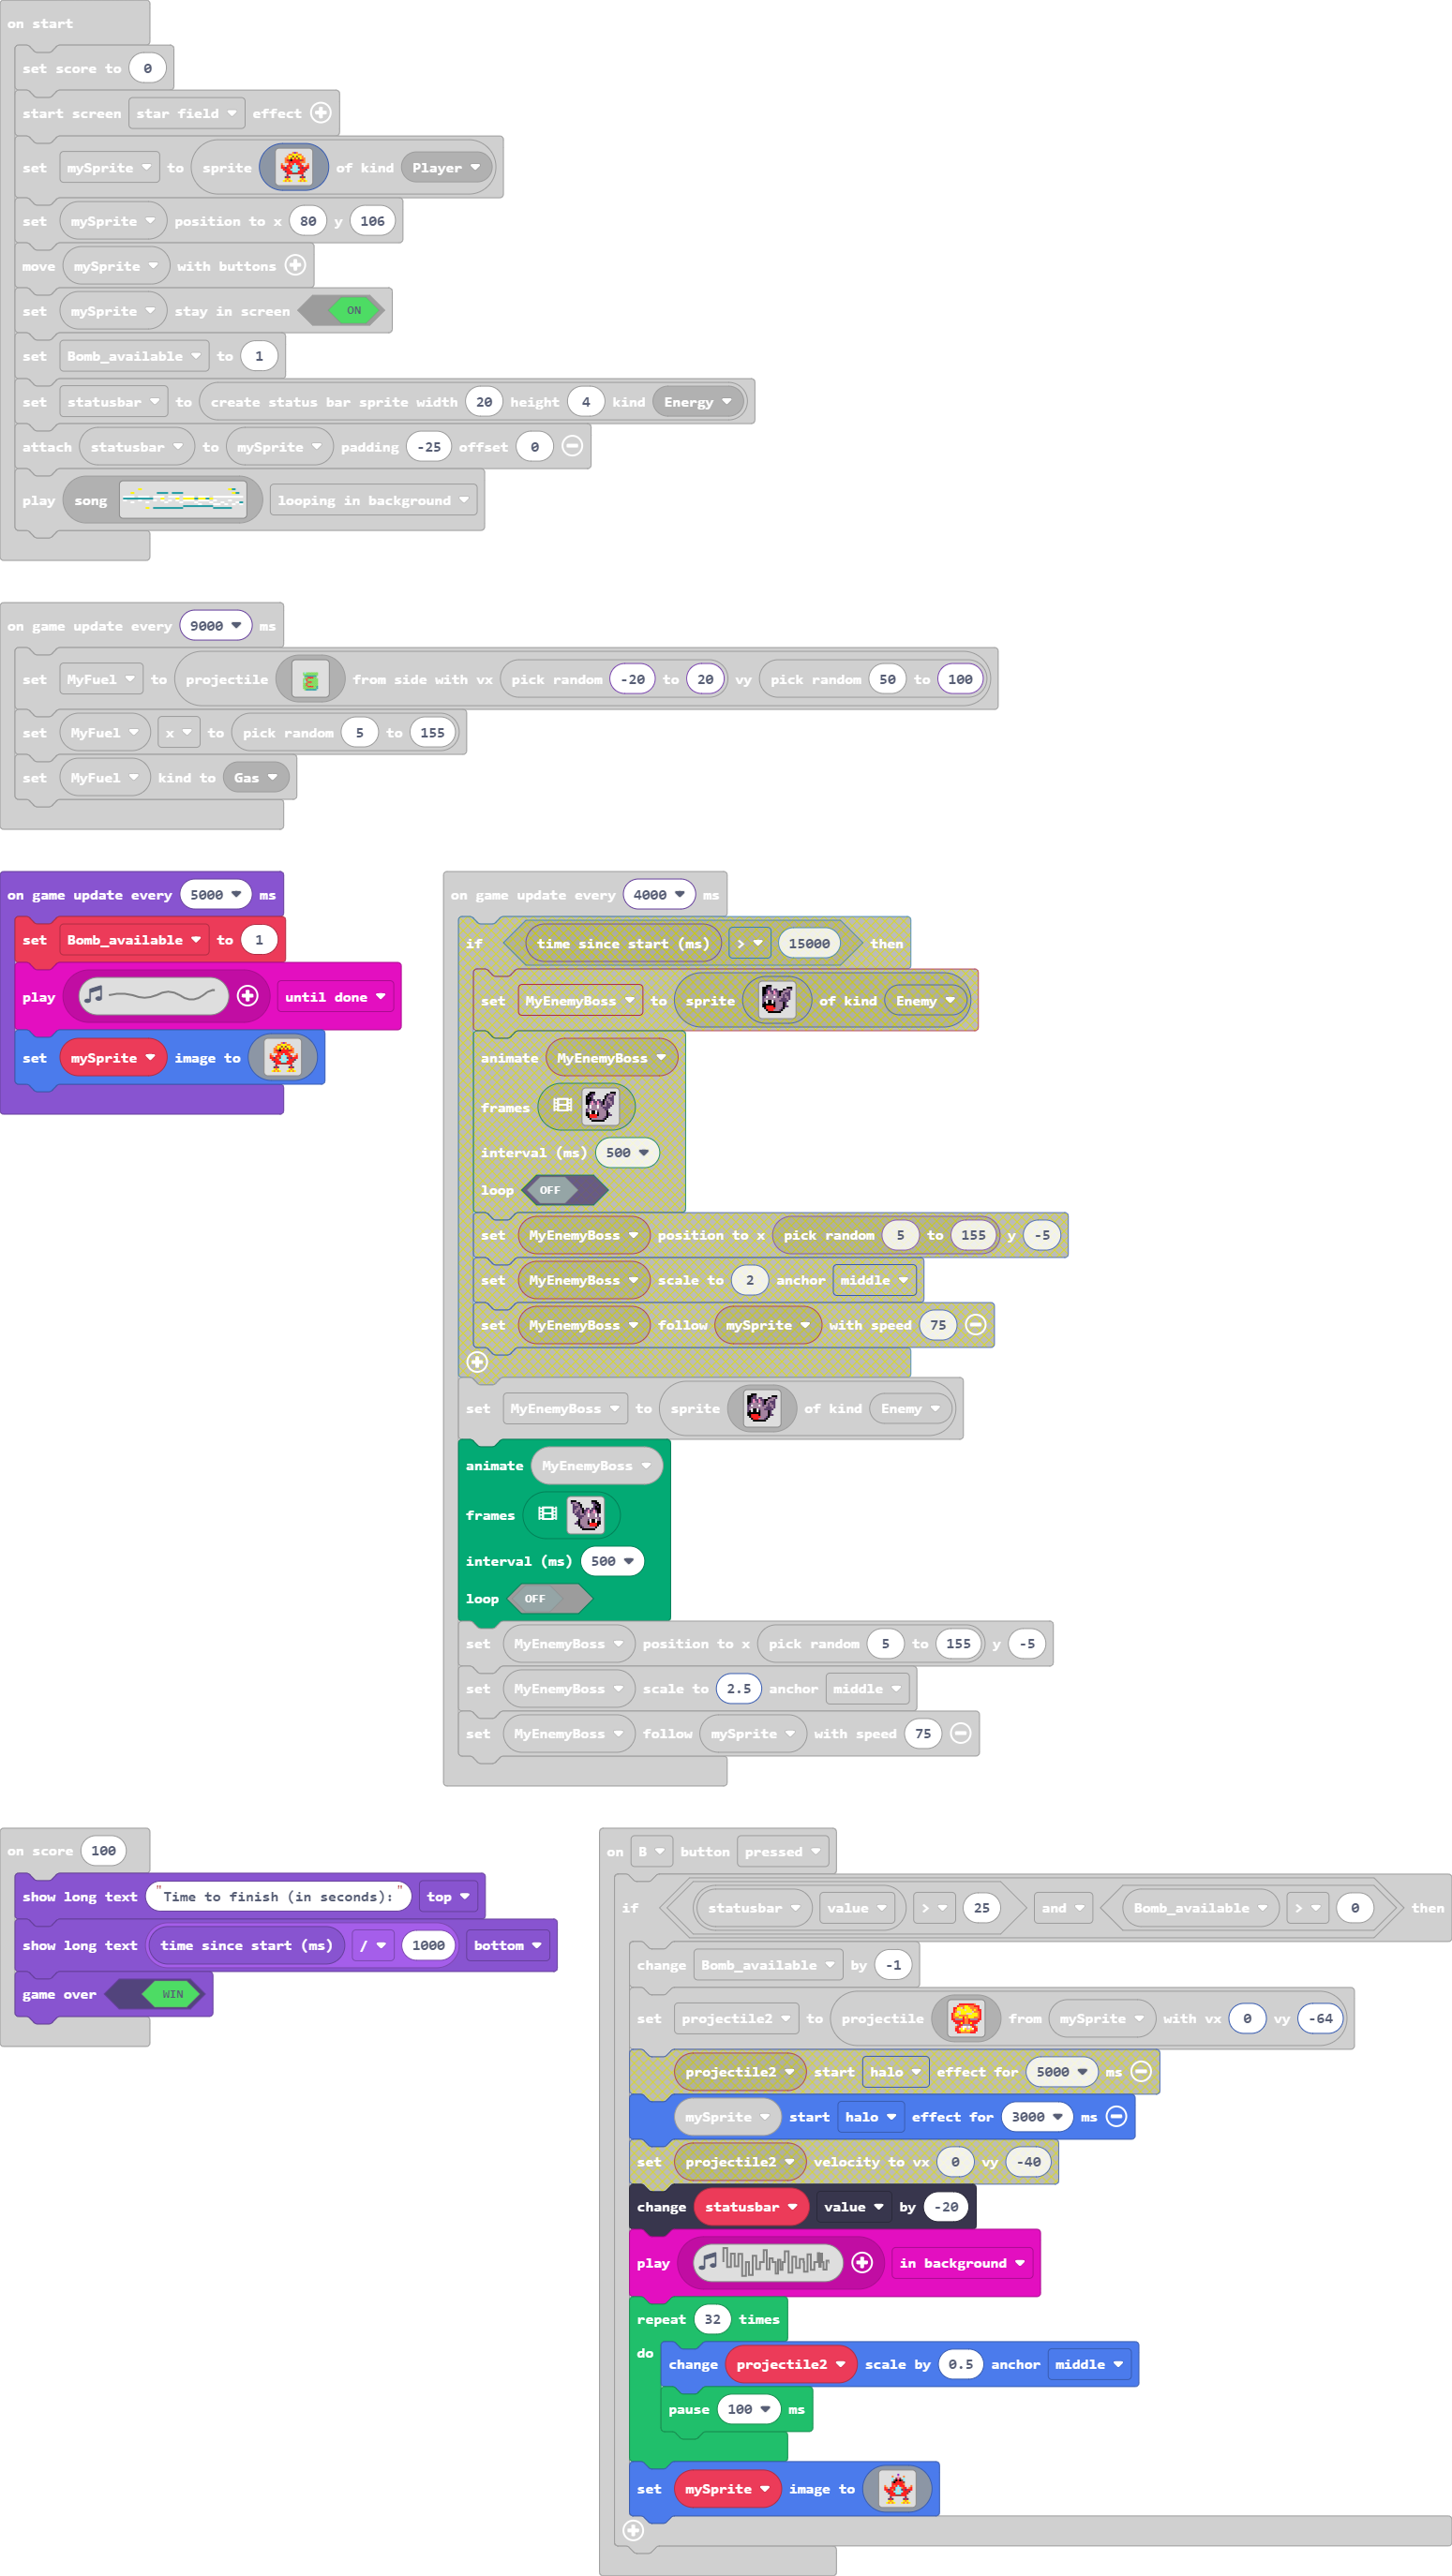 on start
set score to 0
start screen star field effect
set mySprite to sprite of kind Player
set mySprite position to x 80 y 106
move mySprite with buttons
set mySprite stay in screen ON
set Bomb_available to 1
set statusbar to create status bar sprite width 20 height 4 kind Energy
attach statusbar to mySprite padding -25 offset 0
play song looping in background
on game update every 9000 ms
set MyFuel to projectile from side with vx pick random -20 to 20 vy pick random 50 to 100
set MyFuel x to pick random 5 to 155
set MyFuel kind to Gas
on game update every 5000 ms
set Bomb_available to 1
play until done
set mySprite image to
on game update every 4000 ms
if time since start (ms) > 15000 then
set MyEnemyBoss to sprite of kind Enemy
animate MyEnemyBoss
frames
interval (ms) 500
loop OFF
set MyEnemyBoss position to x pick random 5 to 155 y -5
set MyEnemyBoss scale to 2 anchor middle
set MyEnemyBoss follow mySprite with speed 75
set MyEnemyBoss to sprite of kind Enemy
animate MyEnemyBoss
frames
interval (ms) 500
loop OFF
set MyEnemyBoss position to x pick random 5 to 155 y -5
set MyEnemyBoss scale to 2.5 anchor middle
set MyEnemyBoss follow mySprite with speed 75
on score 100
show long text "Time to finish (in seconds):" top
show long text time since start (ms) / 1000 bottom
game over WIN
on B button pressed
if statusbar value > 25 and Bomb_available > 0 then
change Bomb_available by -1
set projectile2 to projectile from mySprite with vx 0 vy -64
projectile2 start halo effect for 5000 ms
mySprite start halo effect for 3000 ms
set projectile2 velocity to vx 0 vy -40
change statusbar value by -20
play in background
repeat 32 times
do change projectile2 scale by 0.5 anchor middle
pause 100 ms
set mySprite image to